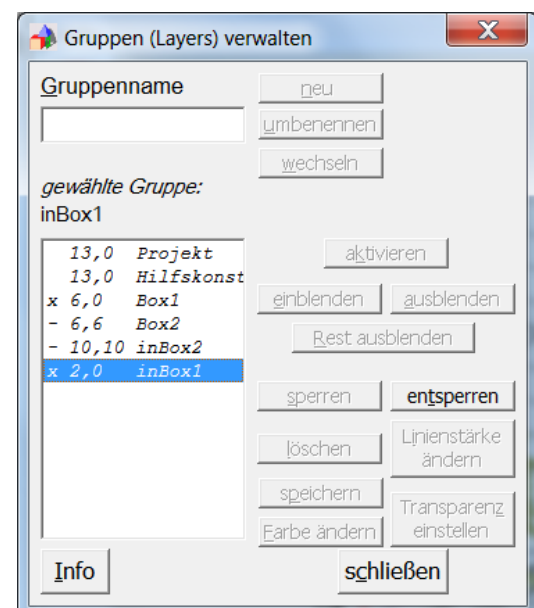 Gruppen (Layers) verwalten
X
Gruppenname
neu
umbenennen
wechseln
gewählte Gruppe:
inBox1
13,0 Projekt
13,0 Hilfskonst
x 6,0 Box1
- 6,6 Box2
- 10,10 inBox2
x 2,0 inBox1
aktivieren
einblenden ausblenden
Rest ausblenden
sperren entsperren
löschen Linienstärke
ändern
speichern
Farbe ändern
Transparenz
einstellen
Info schließen